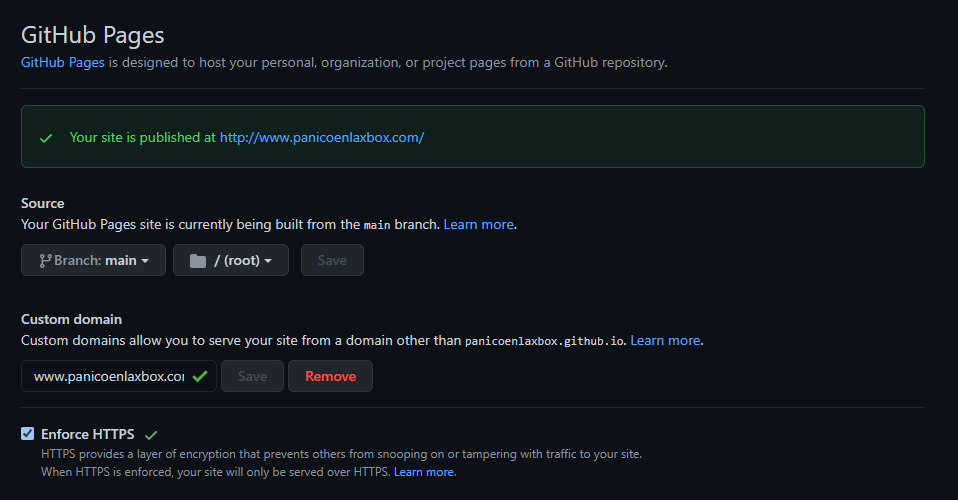 GitHub Pages
GitHub Pages is designed to host your personal, organization, or project pages from a GitHub repository.
Your site is published at http://www.panicoenlaxbox.com/
Source
Your GitHub Pages site is currently being built from the main branch. Learn more.
Branch: main / (root) Save
Custom domain
Custom domains allow you to serve your site from a domain other than panicoenlaxbox.github.io. Learn more.
www.panicoenlaxbox.co Save Remove
Enforce HTTPS
HTTPS provides a layer of encryption that prevents others from snooping on or tampering with traffic to your site.
When HTTPS is enforced, your site will only be served over HTTPS. Learn more.